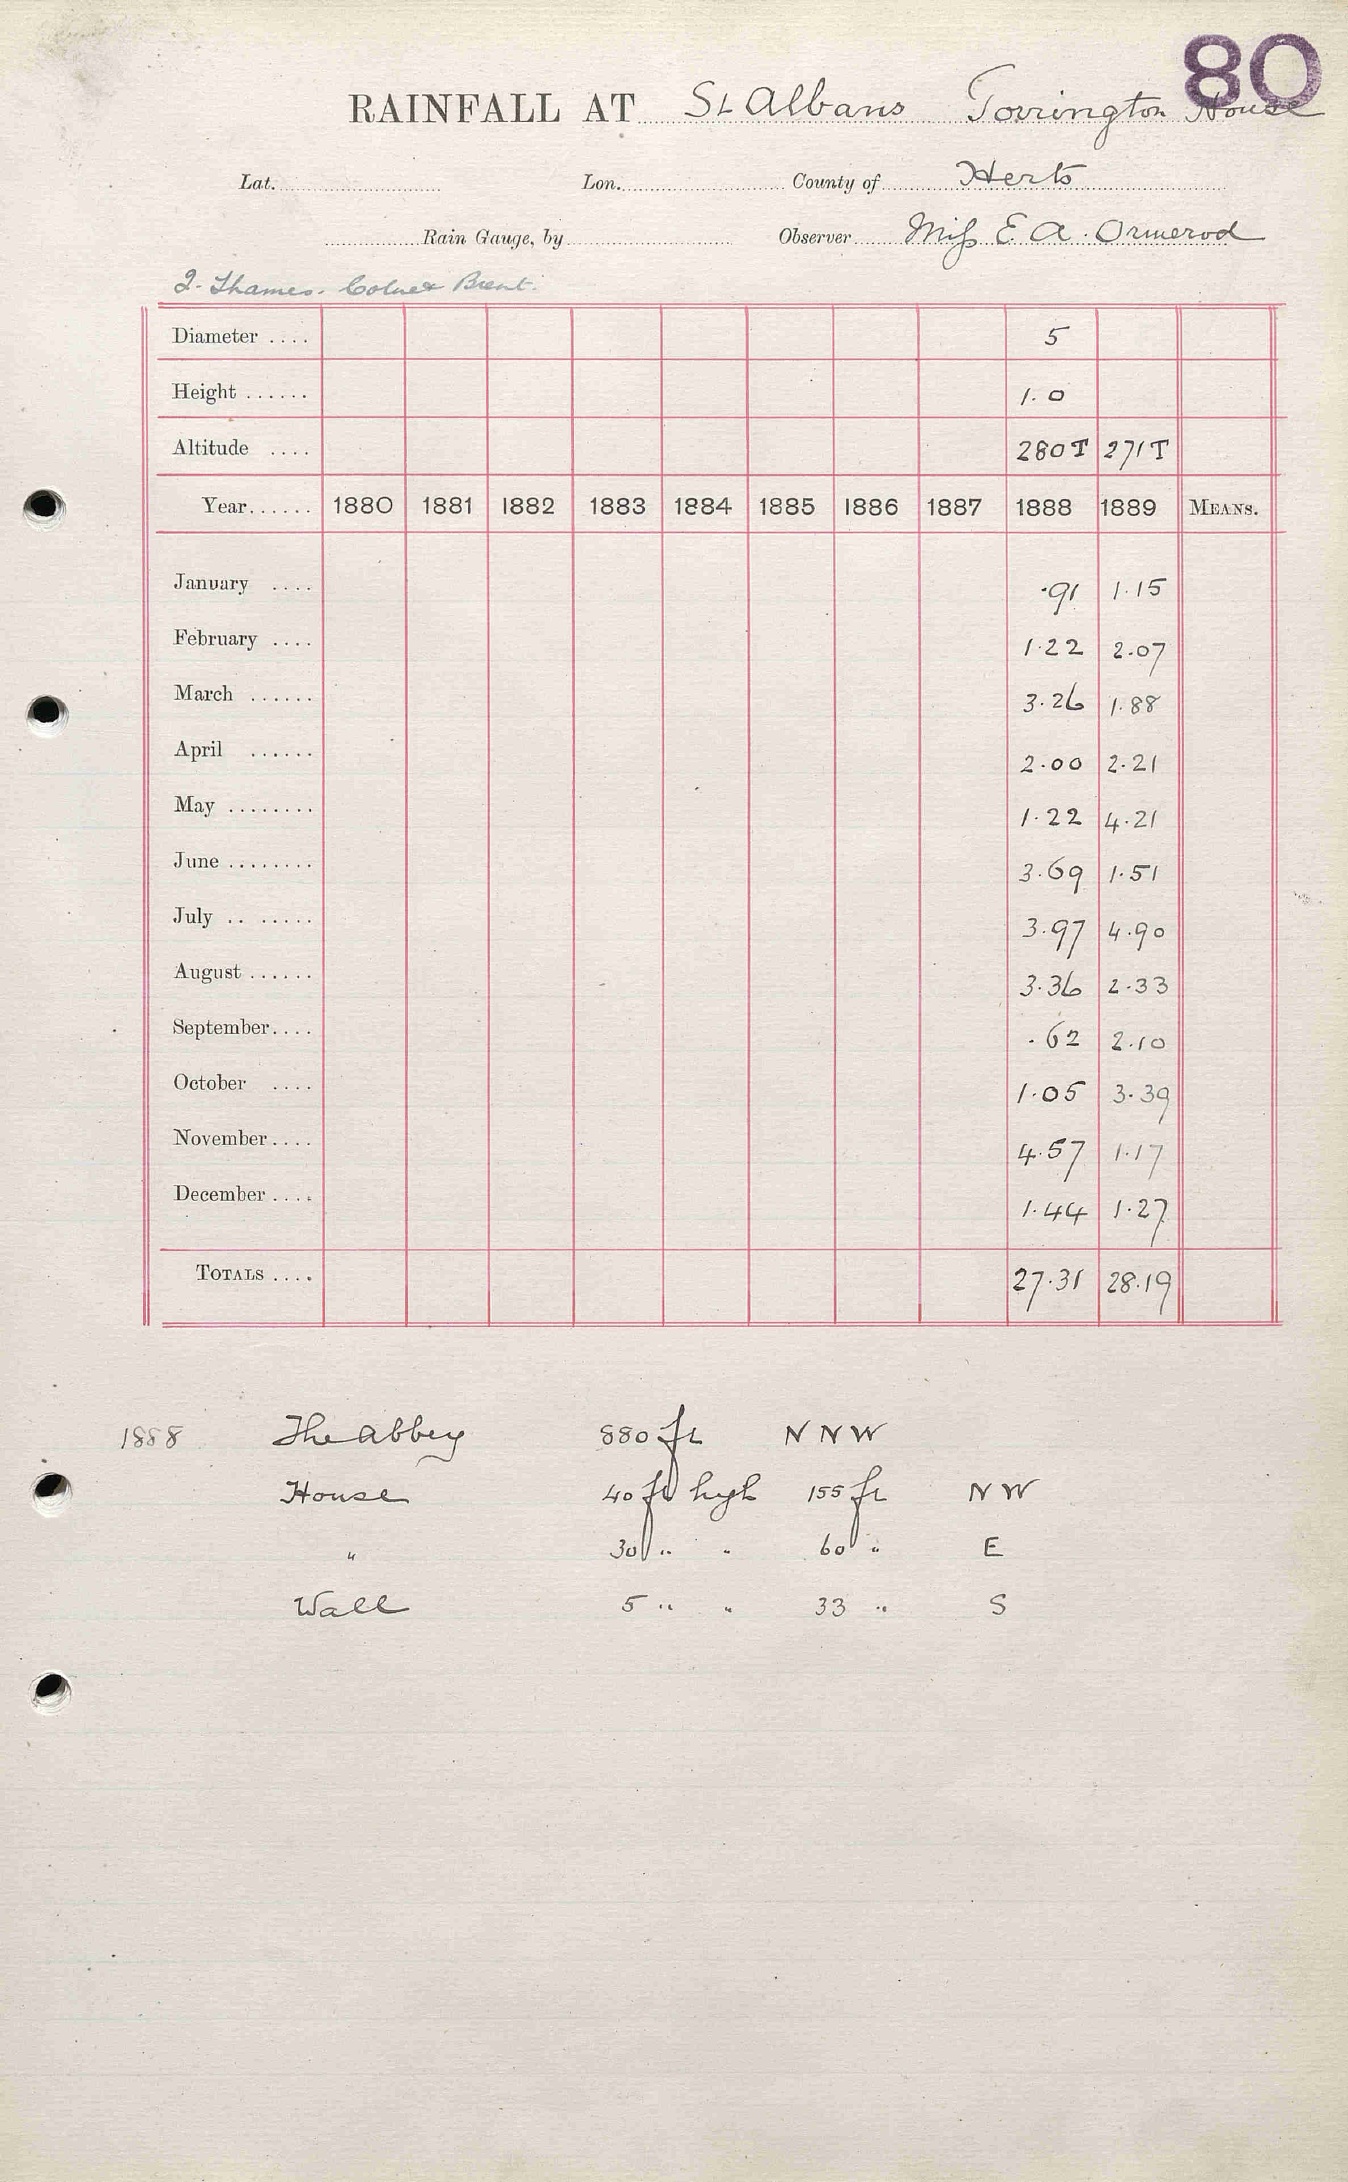 80
RAINFALL AT St Albans Torrington House
Lat. Lon. County of Herts
Rain Gauge, by Observer Miss E. A. Ormerod
2. Thames. Colne & Brent.
Diameter .... 5
Height ...... 1.0
Altitude .... 280T 271T
Year...... 1880 1881 1882 1883 1884 1885 1886 1887 1888 1889 MEANS.
January .... .91 1.15
February .... 1.22 2.07
March ...... 3.26 1.88
April ...... 2.00 2.21
May ........ 1.22 4.21
June ........ 3.69 1.51
July .. ..... 3.97 4.90
August ...... 3.36 2.33
September.... .62 2.10
October .... 1.05 3.39
November.... 4.57 1.17
December .... 1.44 1.27
TOTALS .... 27.31 28.19
1888 The Abbey 880 ft NNW
House 40 ft high 155 ft NW
" 30 " " 60 " E
Wall 5 " " 33 " S